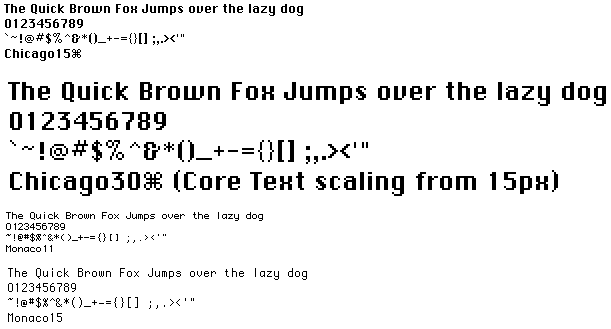 The Quick Brown Fox Jumps over the lazy dog
0123456789
`~!@#$%^&*()_+-={}[] ;,.><'"
Chicago15⌘
The Quick Brown Fox Jumps over the lazy dog
0123456789
`~!@#$%^&*()_+-={}[] ;,.><'"
Chicago30⌘ (Core Text scaling from 15px)
The Quick Brown Fox Jumps over the lazy dog
0123456789
~!@#$%^&*()_+-={}[] ;,.><'"
Monaco11
The Quick Brown Fox Jumps over the lazy dog
0123456789
~!@#$%^&*()_+-={}[] ;,.><'"
Monaco15